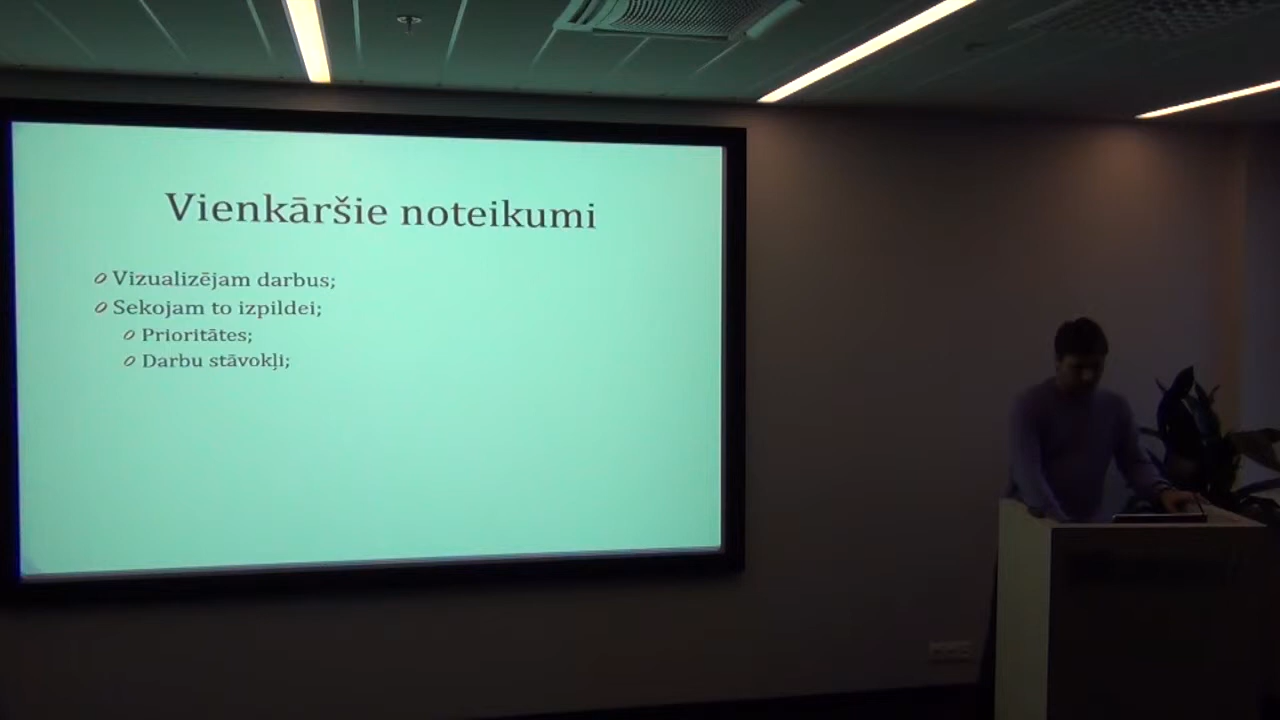 Vienkāršie noteikumi
Vizualizējam darbus;
Sekojam to izpildei;
Prioritātes;
Darbu stāvokļi;